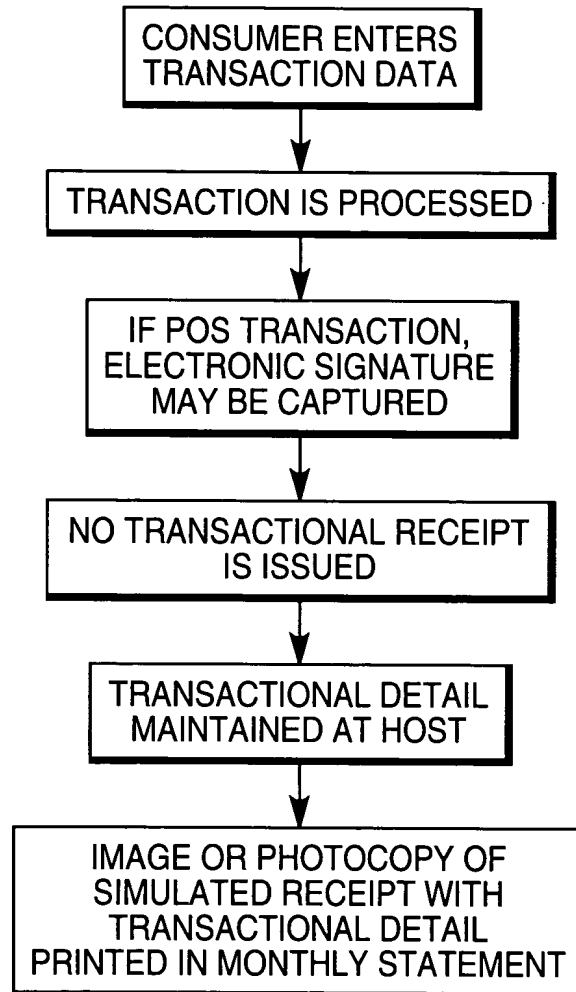 CONSUMER ENTERS
TRANSACTION DATA
TRANSACTION IS PROCESSED
IF POS TRANSACTION,
ELECTRONIC SIGNATURE
MAY BE CAPTURED
NO TRANSACTIONAL RECEIPT
IS ISSUED
TRANSACTIONAL DETAIL
MAINTAINED AT HOST
IMAGE OR PHOTOCOPY OF
SIMULATED RECEIPT WITH
TRANSACTIONAL DETAIL
PRINTED IN MONTHLY STATEMENT